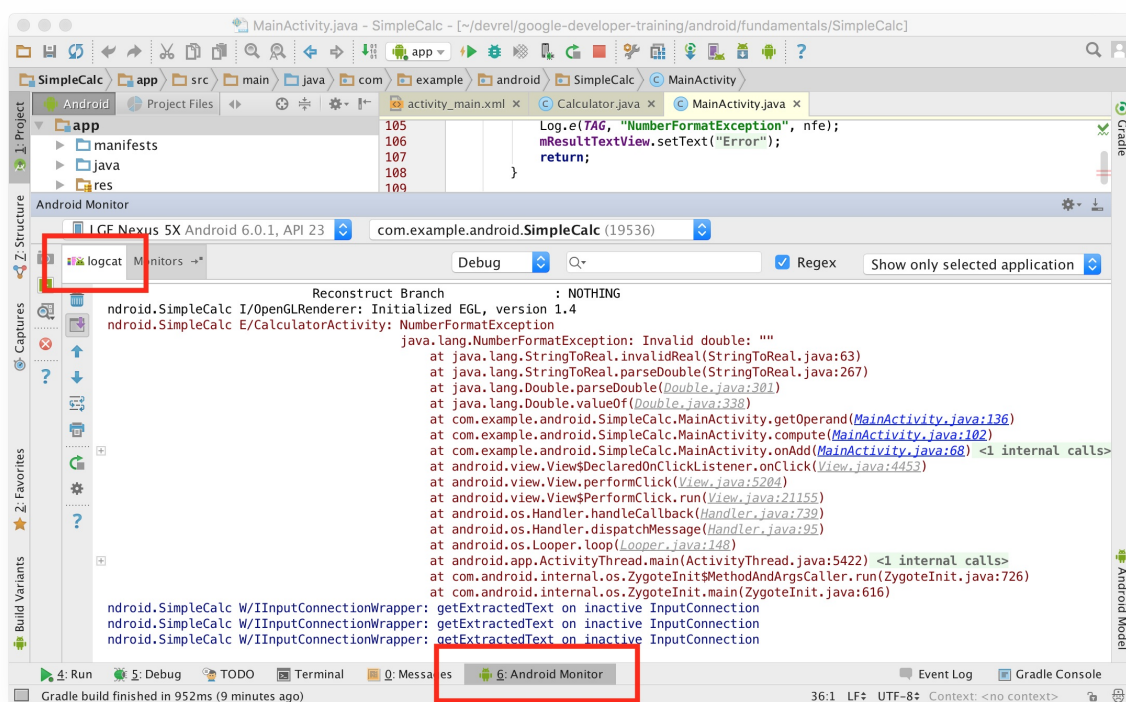 MainActivity.java - SimpleCalc - [~/devrel/google-developer-training/android/fundamentals/SimpleCalc]
app
SimpleCalc app src main java com example android SimpleCalc MainActivity
Android Project Files activity_main.xml × Calculator.java × MainActivity.java ×
1: Project
Gradle
app
manifests
java
res
105 Log.e(TAG, "NumberFormatException", nfe);
106 mResultTextView.setText("Error");
107 return;
108 }
109
Android Monitor
LGE Nexus 5X Android 6.0.1, API 23 com.example.android.SimpleCalc (19536)
logcat Monitors Debug Regex Show only selected application
Z: Structure
Captures
2: Favorites
Build Variants
Android Model
Reconstruct Branch : NOTHING
ndroid.SimpleCalc I/OpenGLRenderer: Initialized EGL, version 1.4
ndroid.SimpleCalc E/CalculatorActivity: NumberFormatException
java.lang.NumberFormatException: Invalid double: ""
at java.lang.StringToReal.invalidReal(StringToReal.java:63)
at java.lang.StringToReal.parseDouble(StringToReal.java:267)
at java.lang.Double.parseDouble(Double.java:301)
at java.lang.Double.valueOf(Double.java:338)
at com.example.android.SimpleCalc.MainActivity.getOperand(MainActivity.java:136)
at com.example.android.SimpleCalc.MainActivity.compute(MainActivity.java:102)
at com.example.android.SimpleCalc.MainActivity.onAdd(MainActivity.java:68) <1 internal calls>
at android.view.View$DeclaredOnClickListener.onClick(View.java:4453)
at android.view.View.performClick(View.java:5204)
at android.view.View$PerformClick.run(View.java:21155)
at android.os.Handler.handleCallback(Handler.java:739)
at android.os.Handler.dispatchMessage(Handler.java:95)
at android.os.Looper.loop(Looper.java:148)
at android.app.ActivityThread.main(ActivityThread.java:5422) <1 internal calls>
at com.android.internal.os.ZygoteInit$MethodAndArgsCaller.run(ZygoteInit.java:726)
at com.android.internal.os.ZygoteInit.main(ZygoteInit.java:616)
ndroid.SimpleCalc W/IInputConnectionWrapper: getExtractedText on inactive InputConnection
ndroid.SimpleCalc W/IInputConnectionWrapper: getExtractedText on inactive InputConnection
ndroid.SimpleCalc W/IInputConnectionWrapper: getExtractedText on inactive InputConnection
4: Run 5: Debug TODO Terminal 0: Messages 6: Android Monitor Event Log Gradle Console
Gradle build finished in 952ms (9 minutes ago) 36:1 LF UTF-8 Context: <no context>